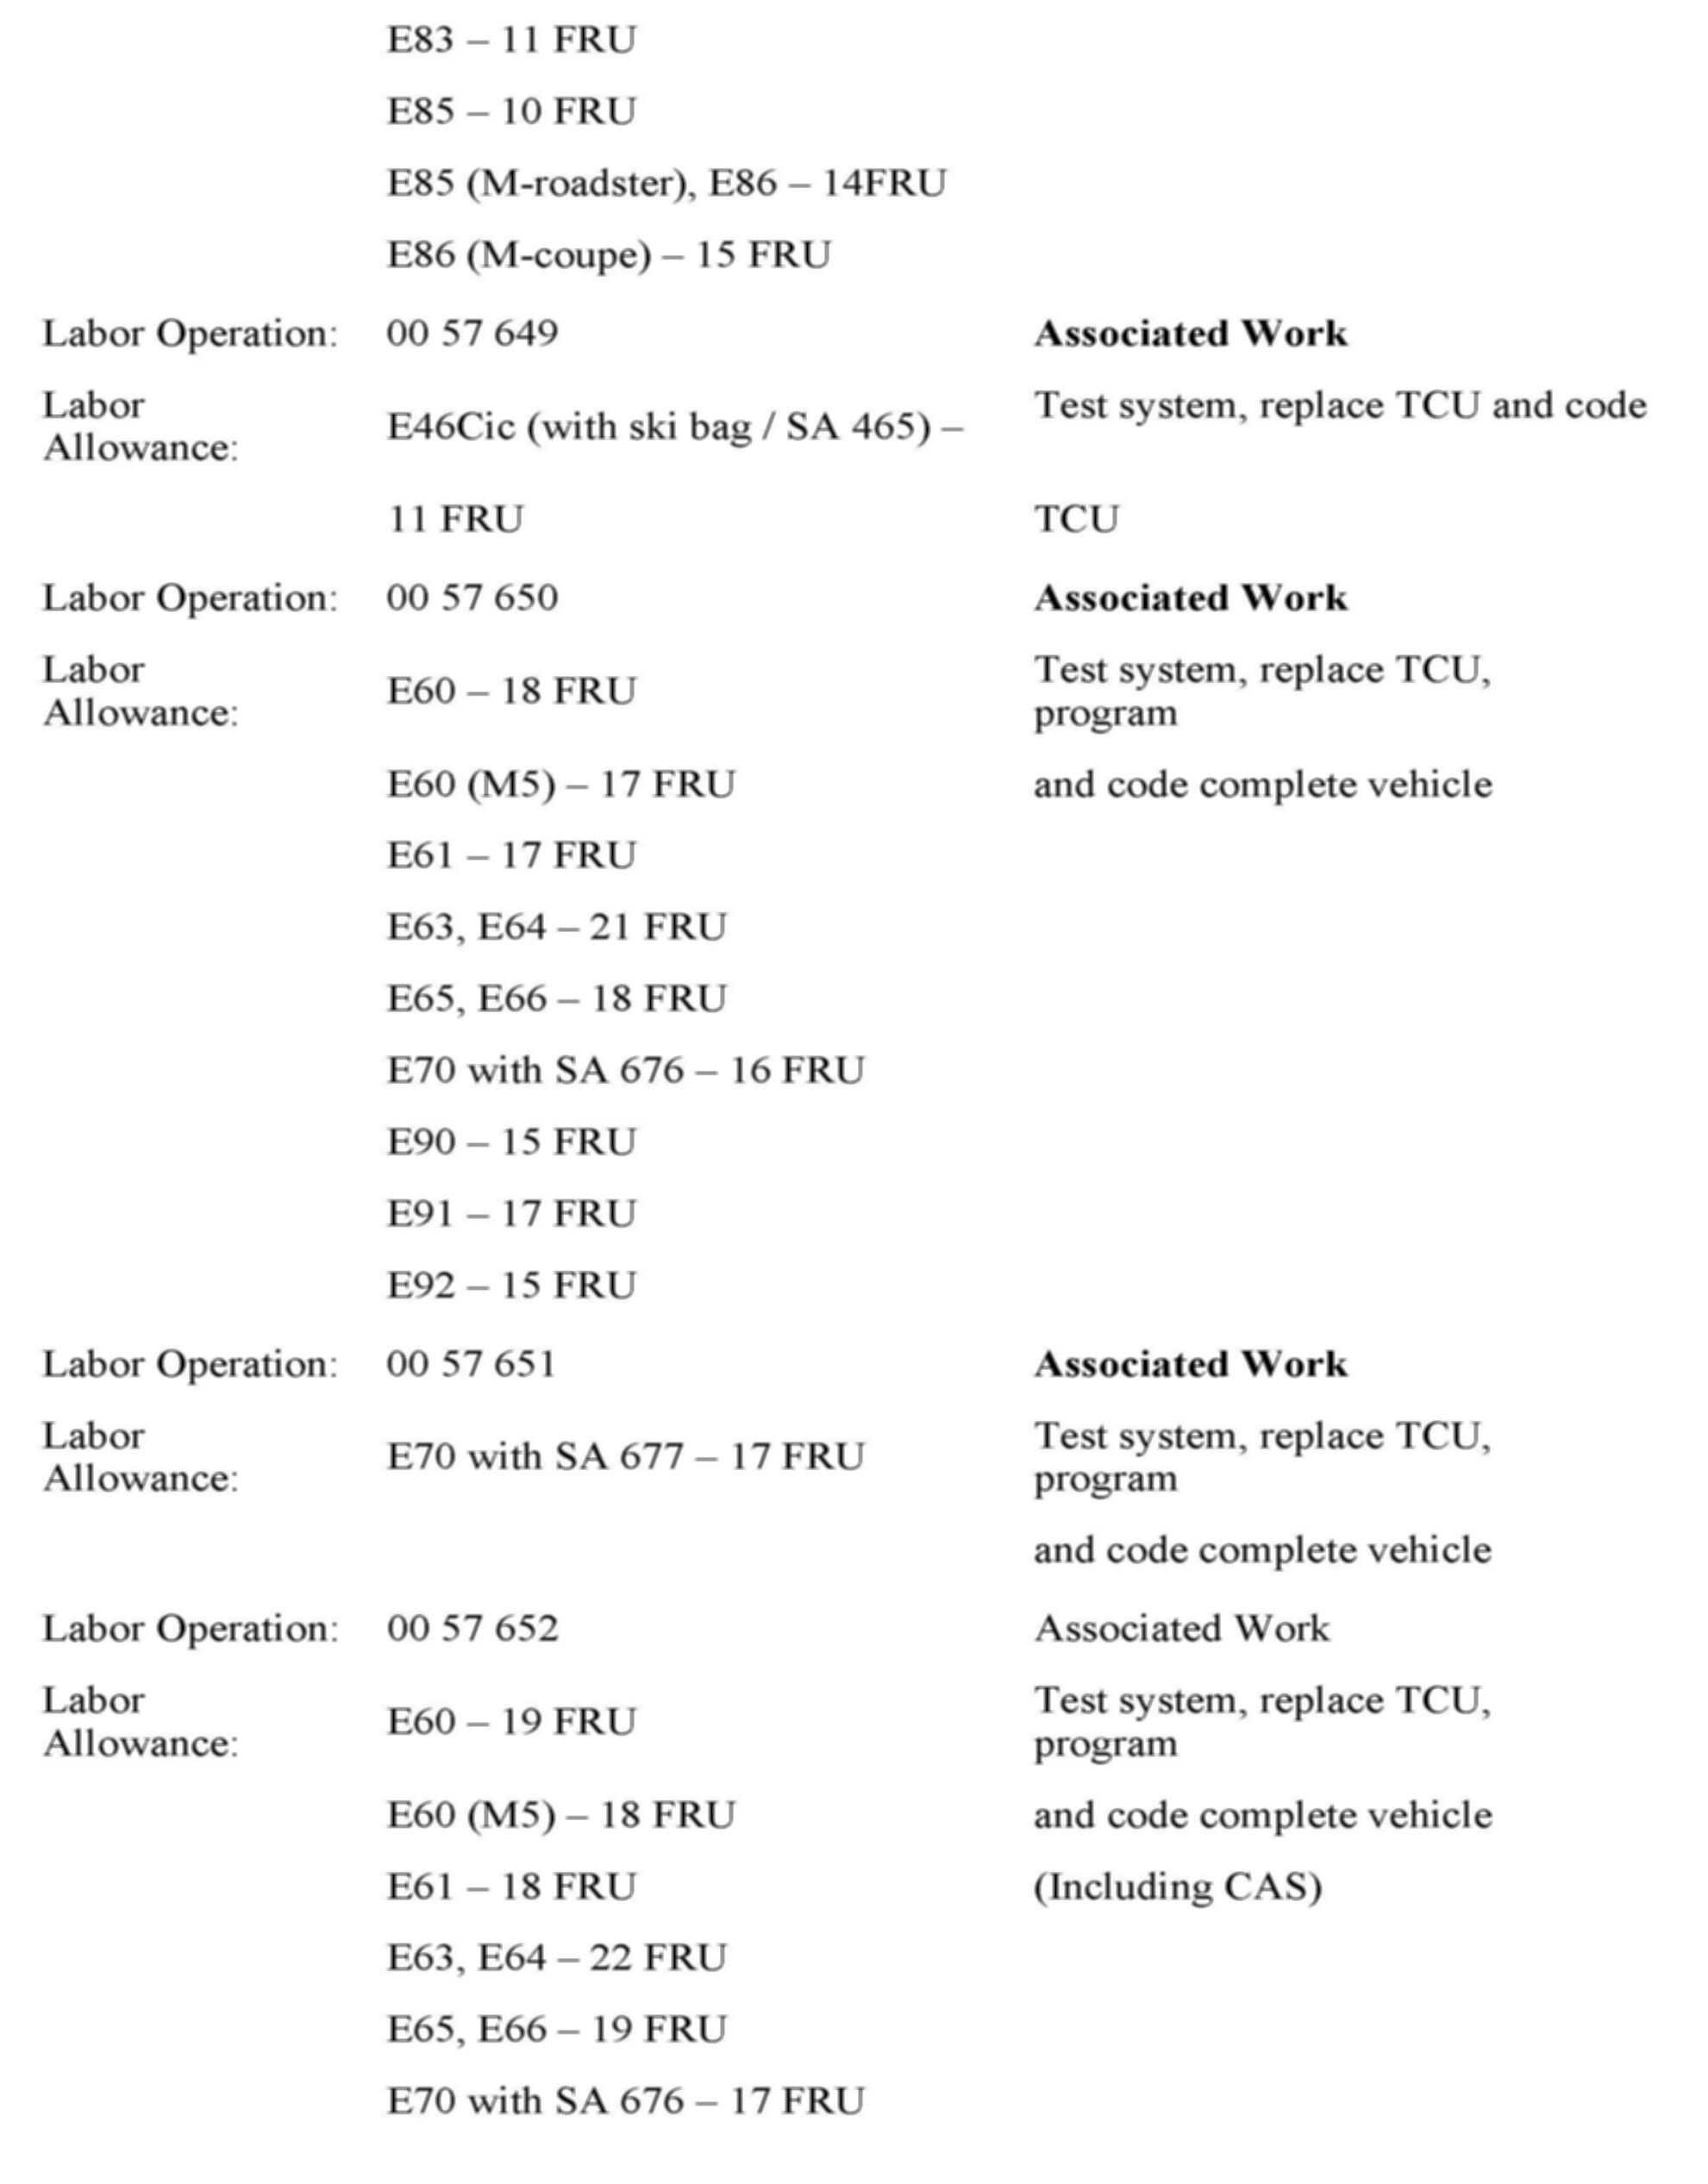 E83 – 11 FRU
E85 – 10 FRU
E85 (M-roadster), E86 – 14FRU
E86 (M-coupe) – 15 FRU
Labor Operation: 00 57 649 Associated Work
Labor Allowance: E46Cic (with ski bag / SA 465) – Test system, replace TCU and code
11 FRU TCU
Labor Operation: 00 57 650 Associated Work
Labor Allowance: E60 – 18 FRU Test system, replace TCU, program
E60 (M5) – 17 FRU and code complete vehicle
E61 – 17 FRU
E63, E64 – 21 FRU
E65, E66 – 18 FRU
E70 with SA 676 – 16 FRU
E90 – 15 FRU
E91 – 17 FRU
E92 – 15 FRU
Labor Operation: 00 57 651 Associated Work
Labor Allowance: E70 with SA 677 – 17 FRU Test system, replace TCU, program
and code complete vehicle
Labor Operation: 00 57 652 Associated Work
Labor Allowance: E60 – 19 FRU Test system, replace TCU, program
E60 (M5) – 18 FRU and code complete vehicle
E61 – 18 FRU (Including CAS)
E63, E64 – 22 FRU
E65, E66 – 19 FRU
E70 with SA 676 – 17 FRU